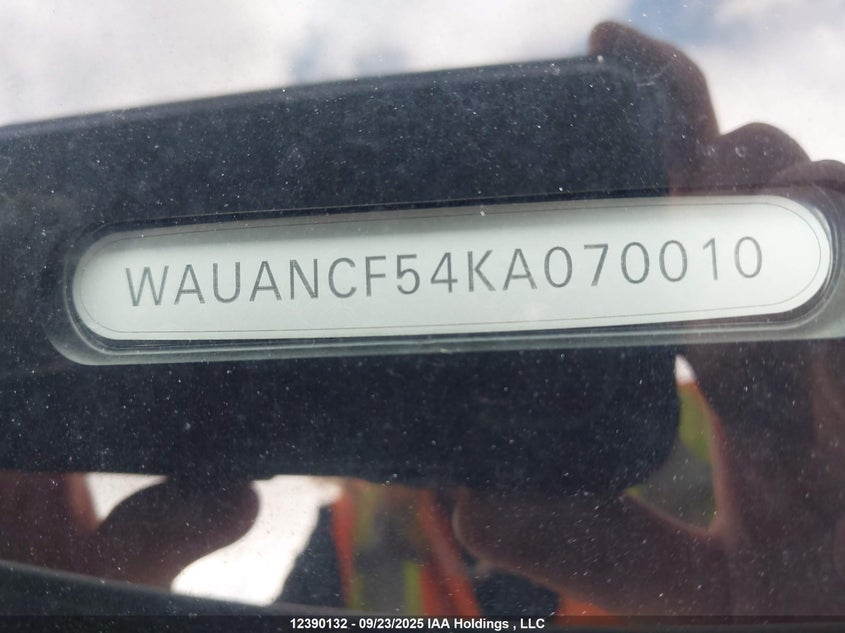 WAUANCF54KA070010
12390132 - 09/23/2025 IAA Holdings , LLC